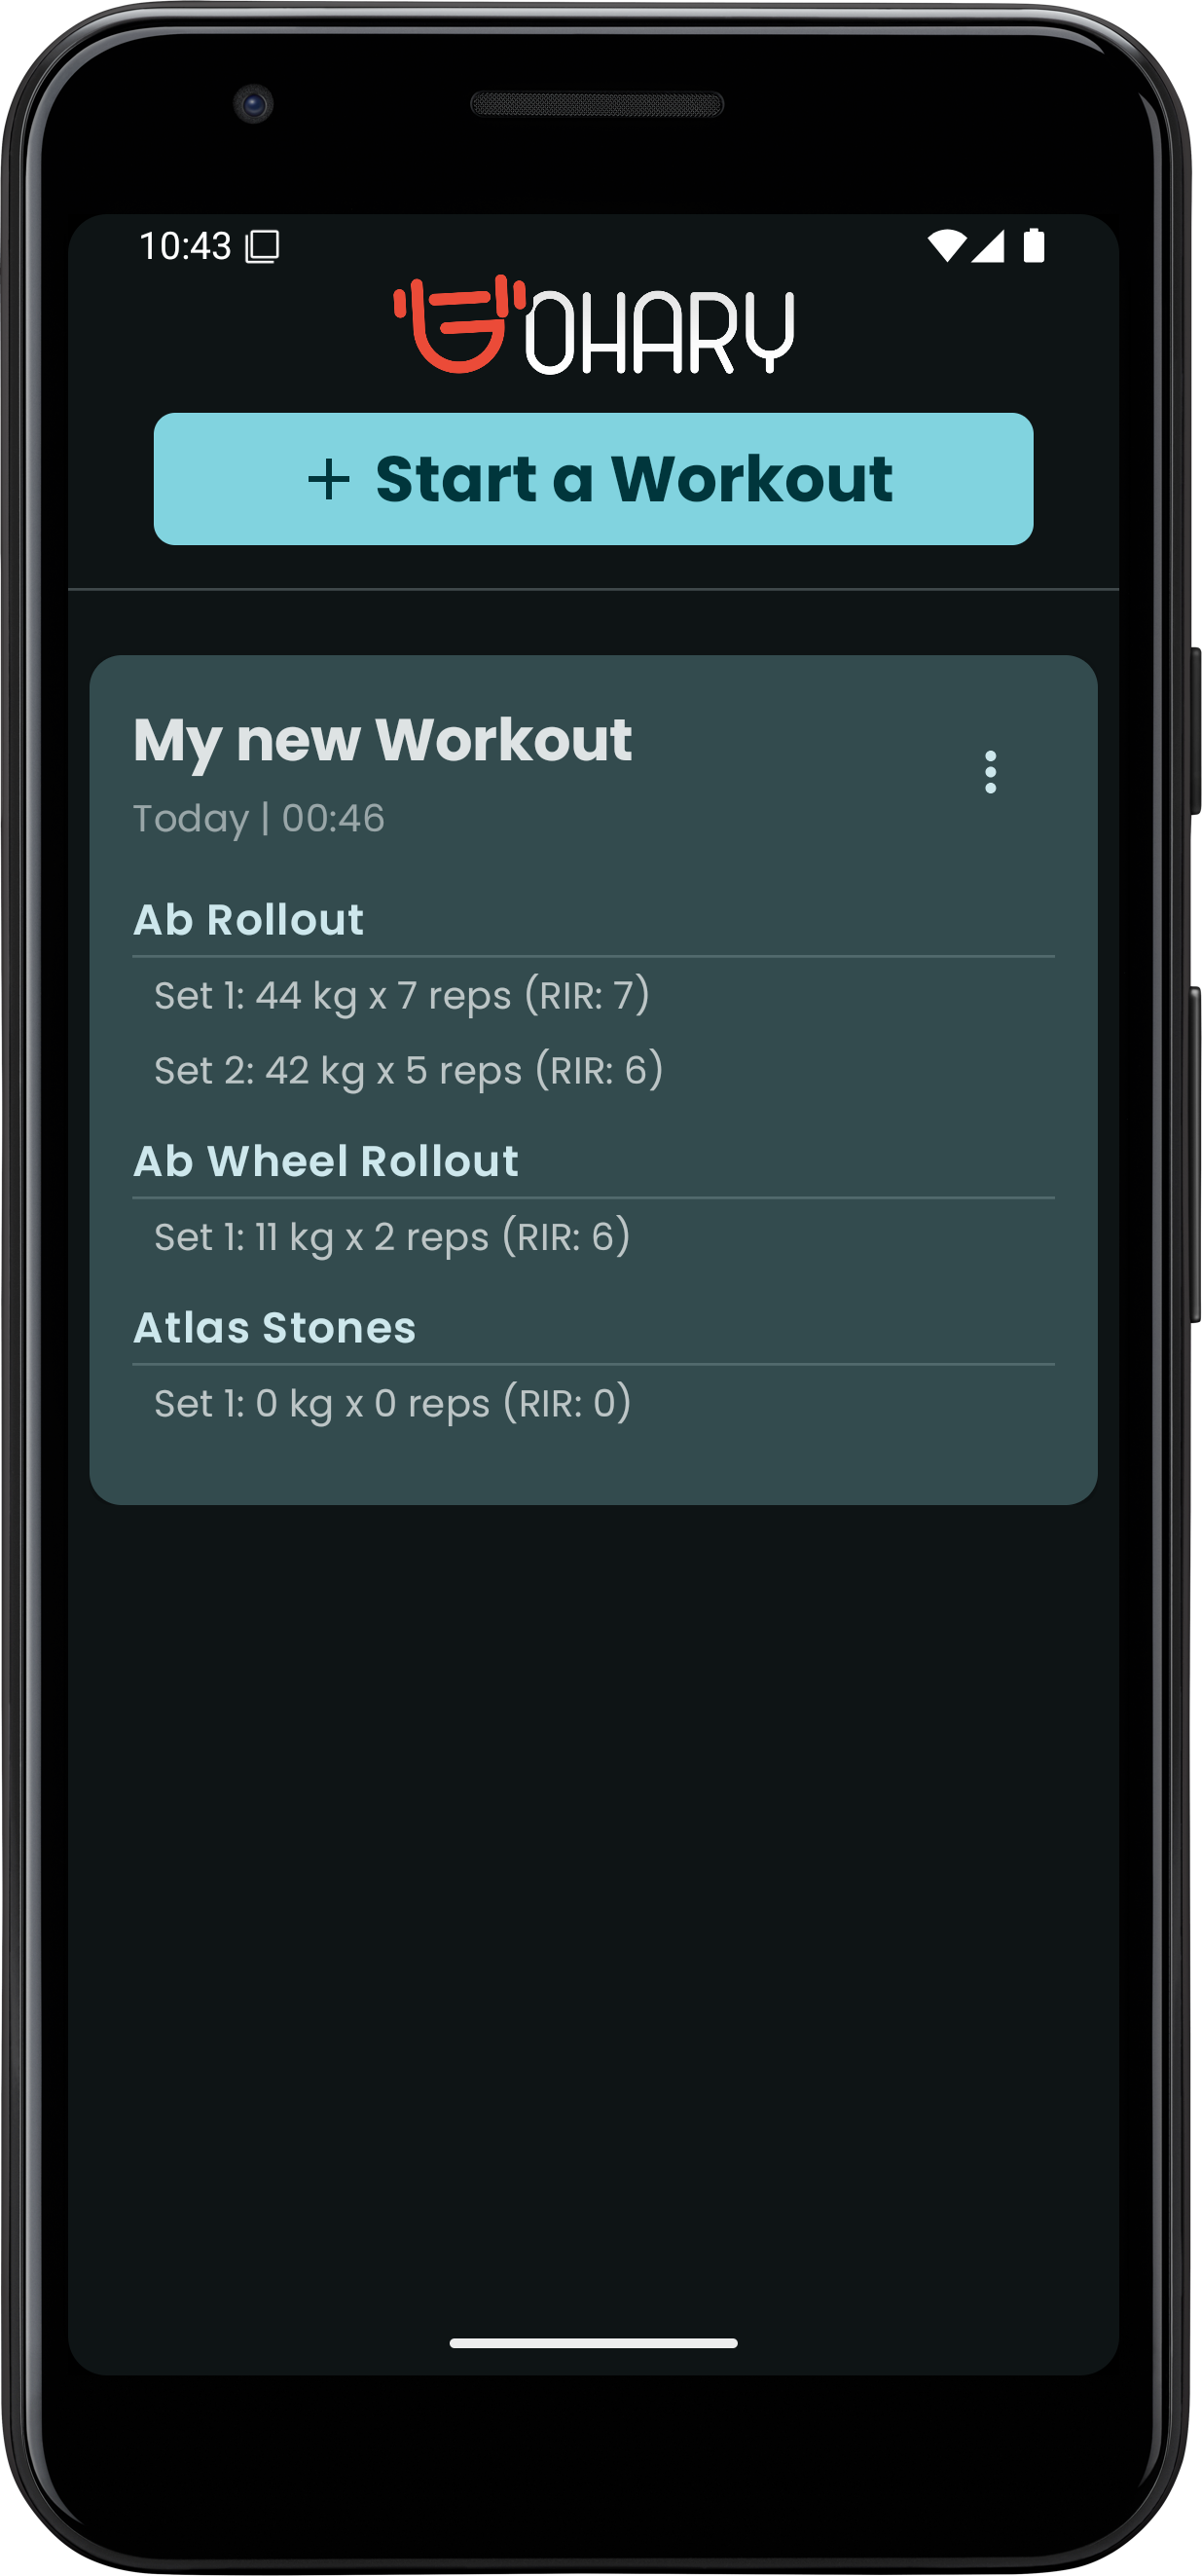 10:43
OHARY
+ Start a Workout
My new Workout
Today | 00:46
Ab Rollout
Set 1: 44 kg x 7 reps (RIR: 7)
Set 2: 42 kg x 5 reps (RIR: 6)
Ab Wheel Rollout
Set 1: 11 kg x 2 reps (RIR: 6)
Atlas Stones
Set 1: 0 kg x 0 reps (RIR: 0)